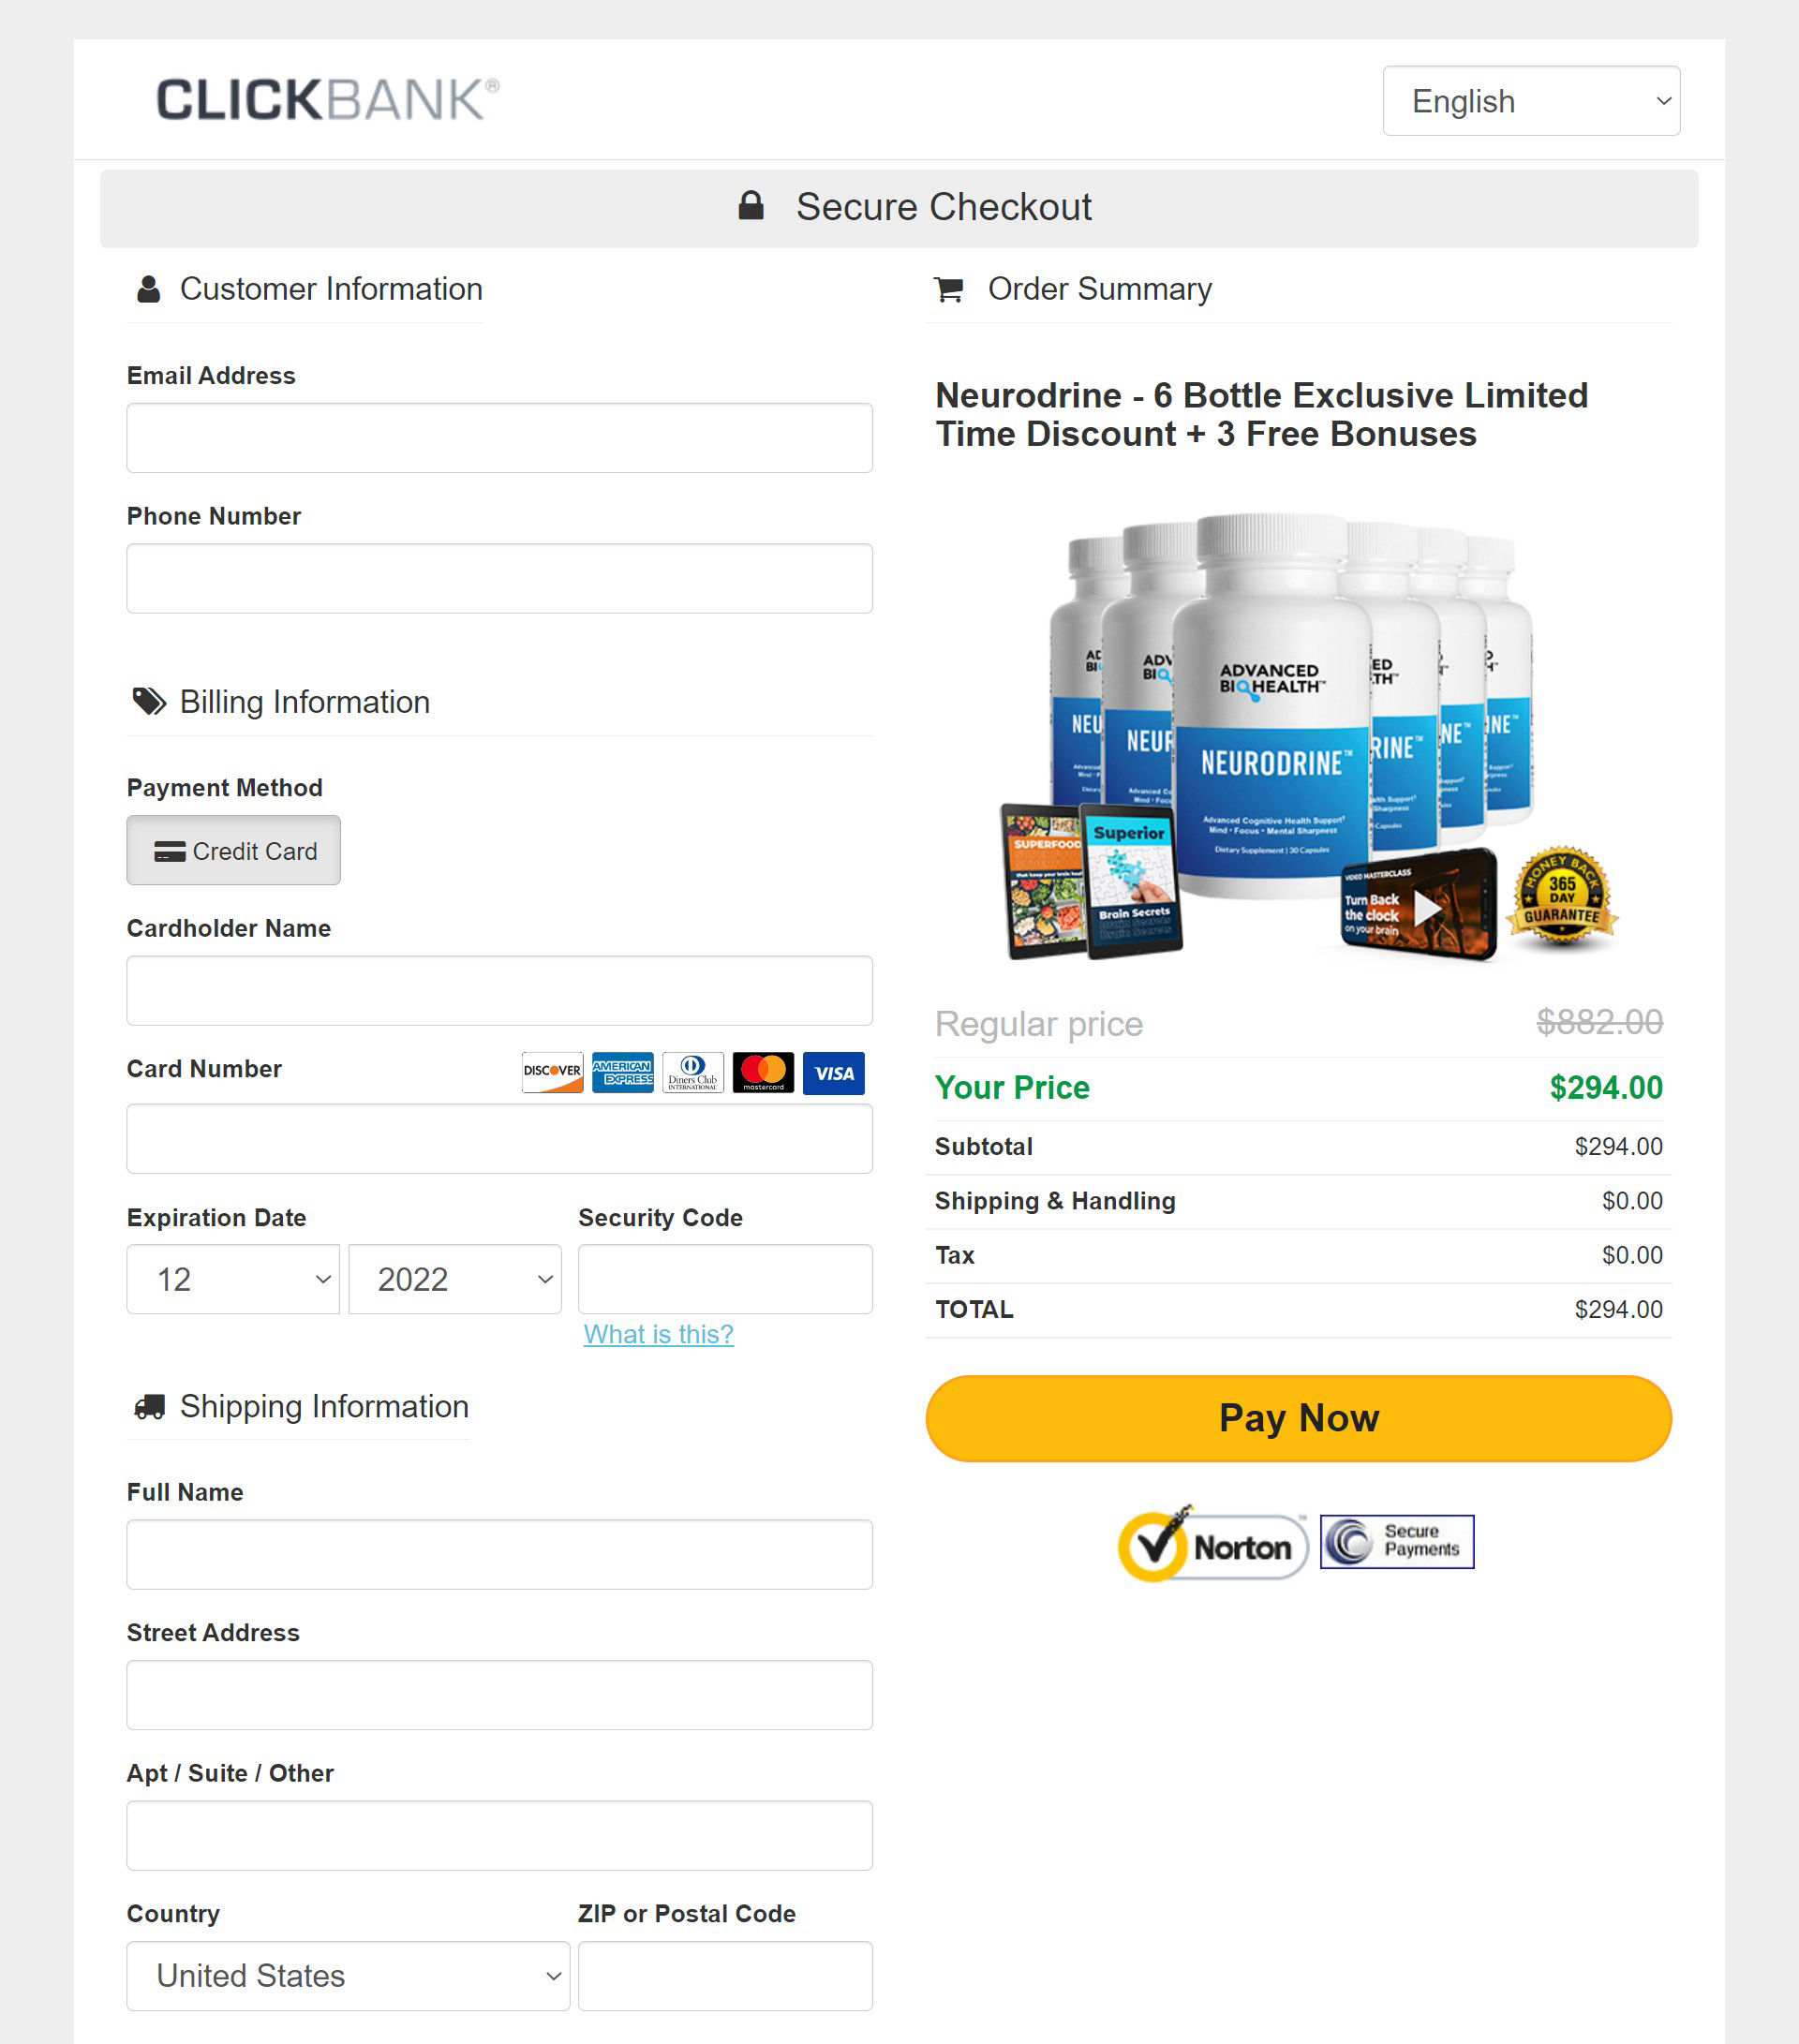 CLICKBANK®
English
Secure Checkout
Customer Information
Email Address
Phone Number
Billing Information
Payment Method
Credit Card
Cardholder Name
Card Number
DISCOVER
AMERICAN
EXPRESS
Diners Club
INTERNATIONAL
mastercard
VISA
Expiration Date
Security Code
12
2022
What is this?
Shipping Information
Full Name
Street Address
Apt / Suite / Other
Country
ZIP or Postal Code
United States
Order Summary
Neurodrine - 6 Bottle Exclusive Limited
Time Discount + 3 Free Bonuses
ADVANCED
BIOHEALTH™
NEURODRINE™
Advanced Cognitive Health Support†
Mind • Focus • Mental Sharpness
Dietary Supplement | 30 Capsules
SUPERFOOD
Superior
Brain Secrets
VIDEO MASTERCLASS
Turn Back
the clock
on your brain
MONEY BACK
365
DAY
GUARANTEE
Regular price $882.00
Your Price $294.00
Subtotal $294.00
Shipping & Handling $0.00
Tax $0.00
TOTAL $294.00
Pay Now
Norton™
Secure
Payments